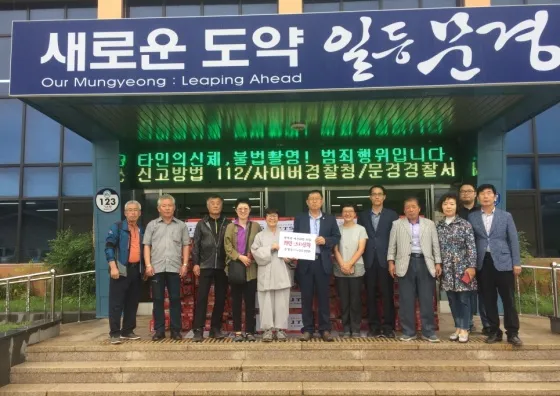 새로운 도약 일등 문경
Our Mungyeong : Leaping Ahead
타인의신체,불법촬영! 범죄행위입니다.
신고방법 112/사이버경찰청/문경경찰서
123